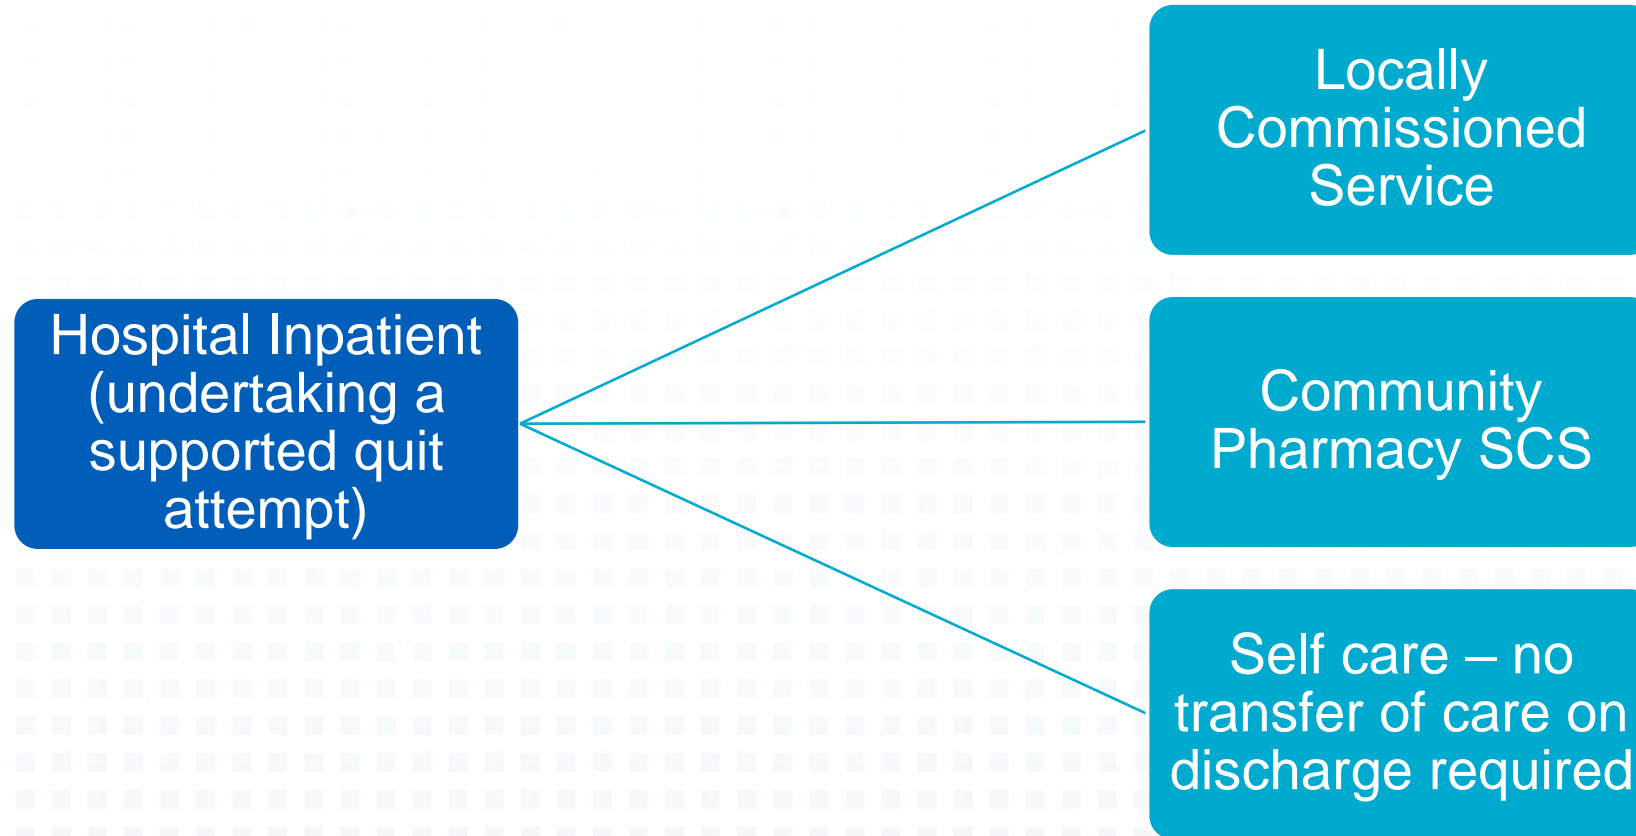 Locally
Commissioned
Service
Hospital Inpatient
(undertaking a
supported quit
attempt)
Community
Pharmacy SCS
Self care – no
transfer of care on
discharge required